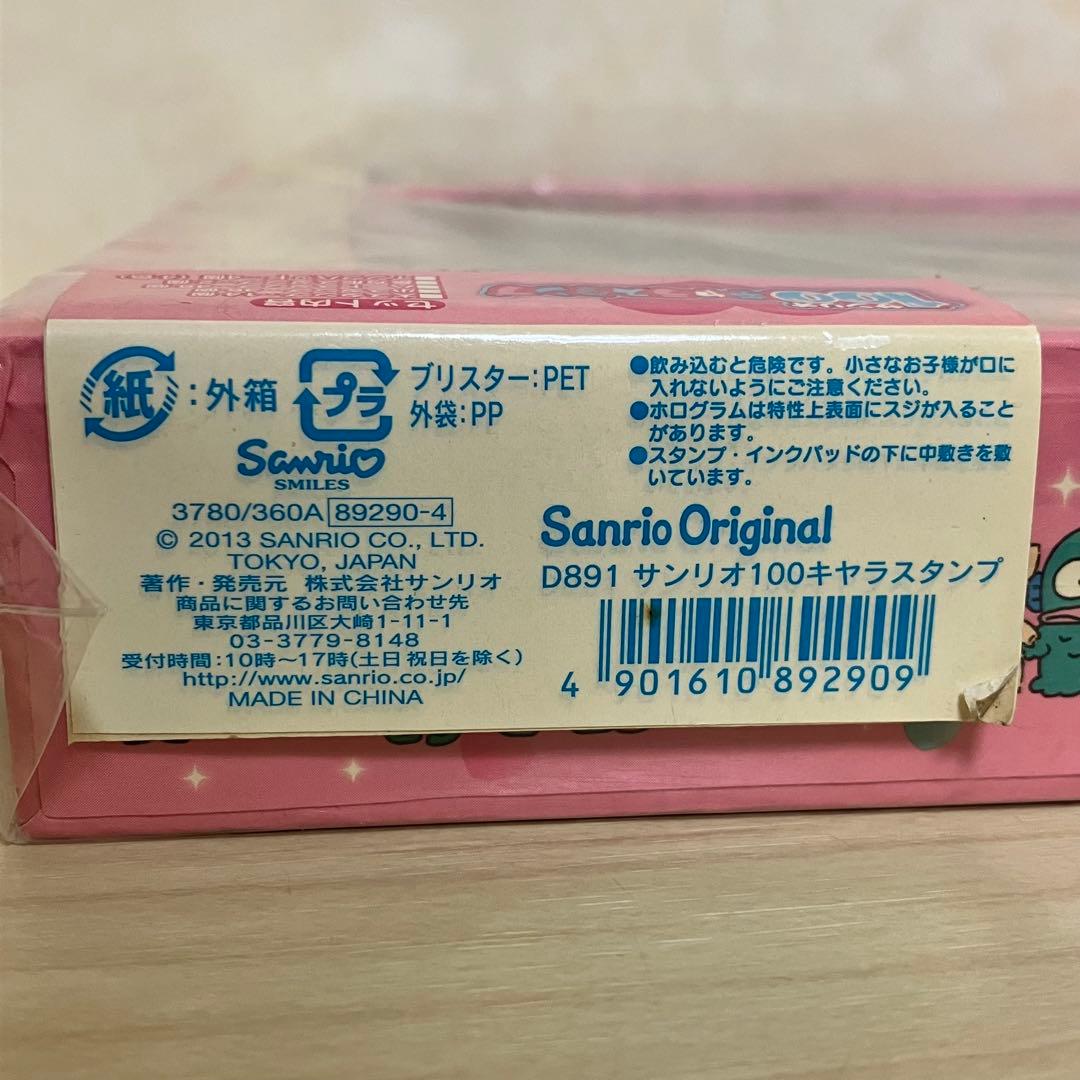 セット内容
100
紙:外箱
プラ
ブリスター:PET
外袋:PP
Sanrio
SMILES
3780/360A 89290-4
© 2013 SANRIO CO., LTD.
TOKYO, JAPAN
著作・発売元 株式会社サンリオ
商品に関するお問い合わせ先
東京都品川区大崎1-11-1
03-3779-8148
受付時間:10時~17時(土日祝日を除く)
http://www.sanrio.co.jp/
MADE IN CHINA
●飲み込むと危険です。小さなお子様が口に
入れないようにご注意ください。
●ホログラムは特性上表面にスジが入ること
があります。
●スタンプ・インクパッドの下に中敷きを敷
いています。
Sanrio Original
D891 サンリオ100キヤラスタンプ
4 901610 892909